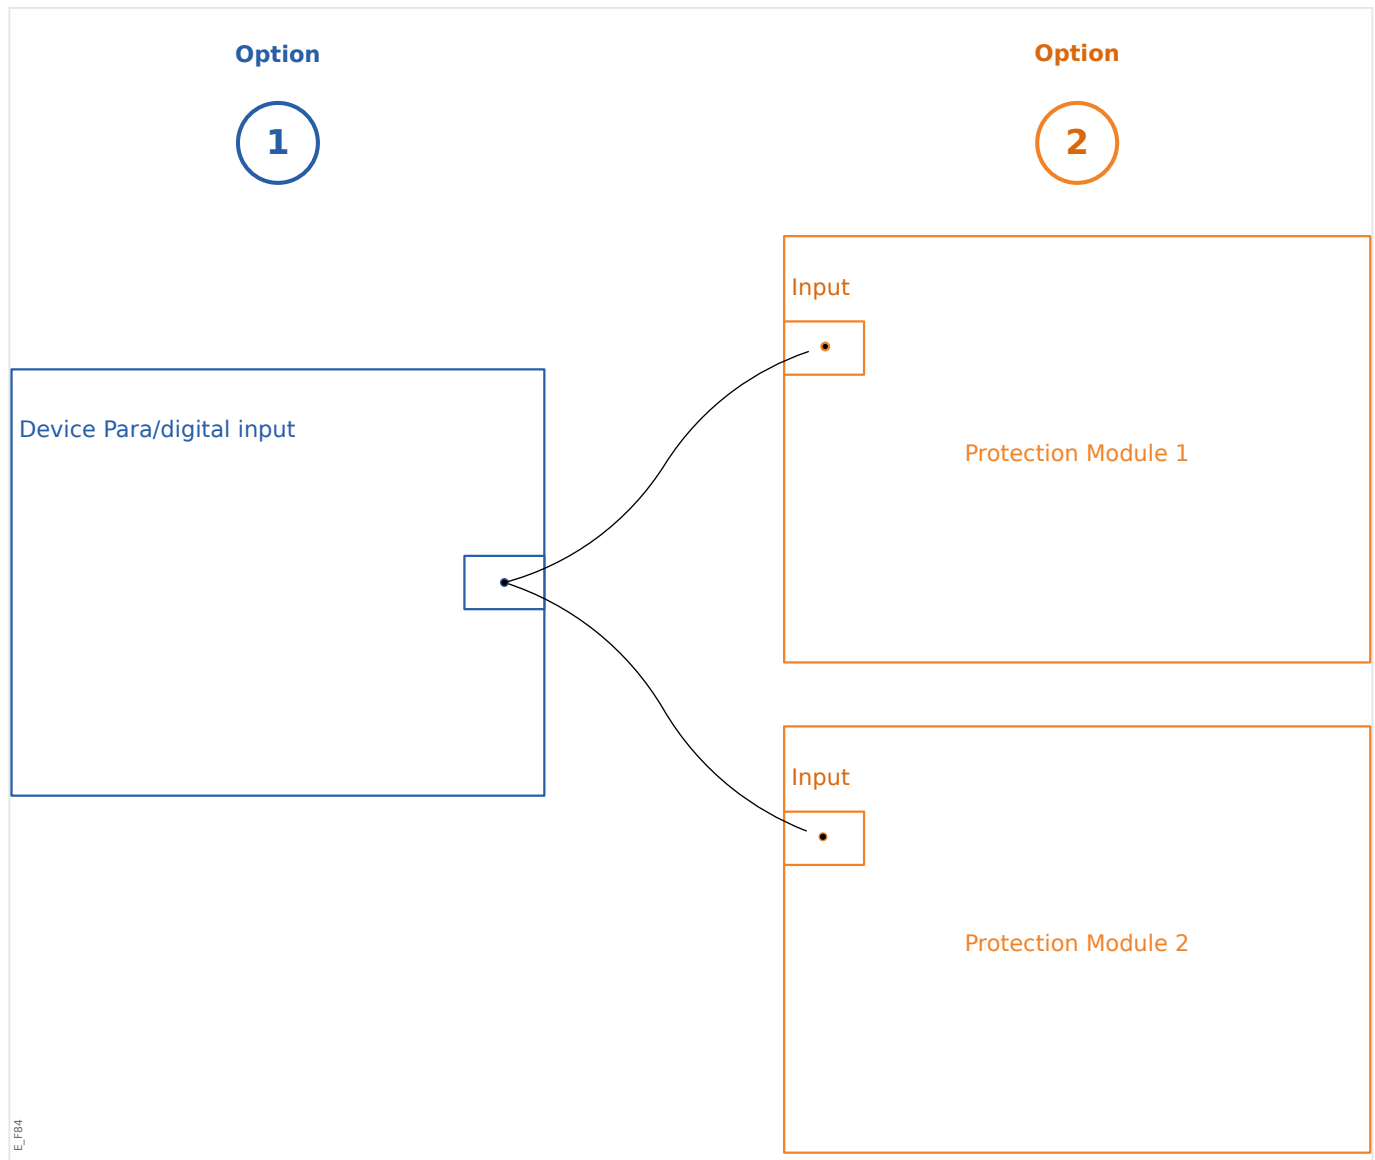 Option
1
Device Para/digital input
Option
2
Input
Protection Module 1
Input
Protection Module 2
E_F84